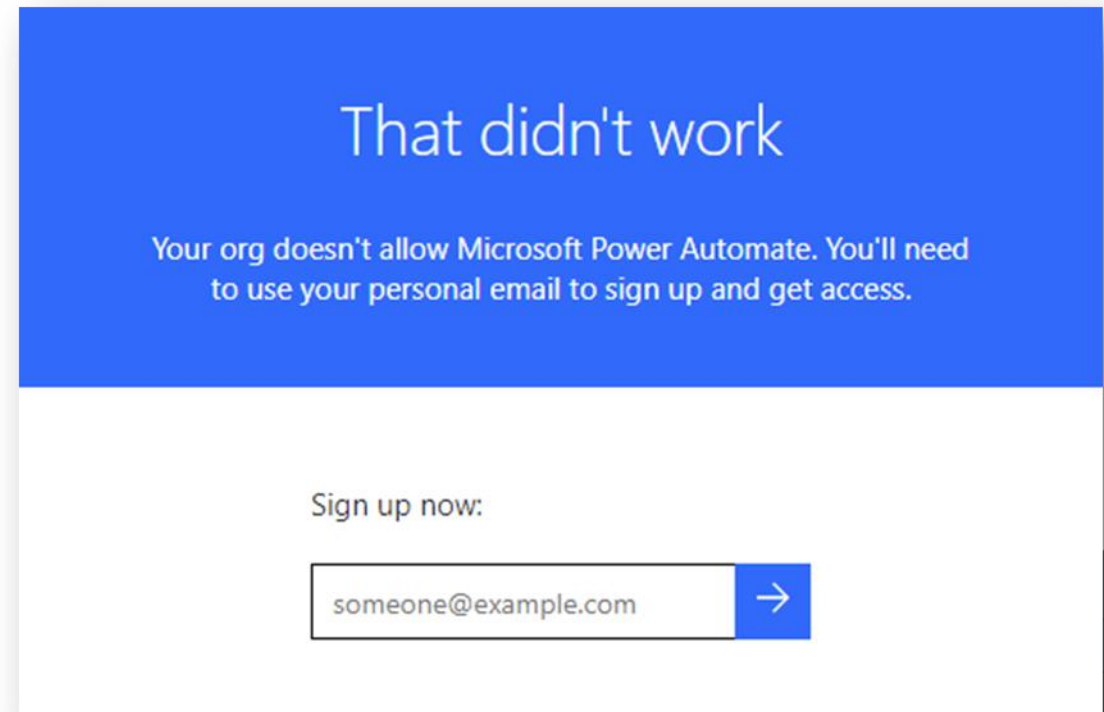 That didn't work
Your org doesn't allow Microsoft Power Automate. You'll need
to use your personal email to sign up and get access.
Sign up now:
someone@example.com